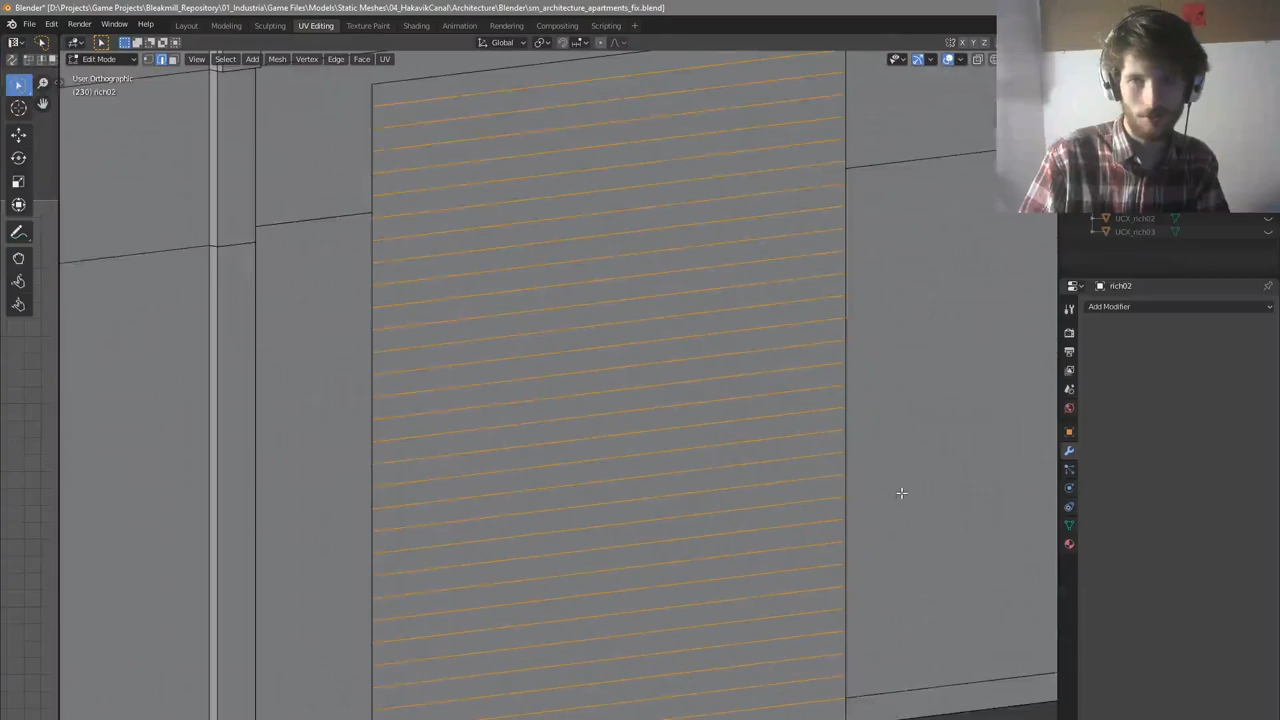 Blender* [D:\Projects\Game Projects\Bleakmill_Repository\01_Industria\Game Files\Models\Static Meshes\04_HakavikCanal\Architecture\Blender\sm_architecture_apartments_fix.blend]
File Edit Render Window Help Layout Modeling Sculpting UV Editing Texture Paint Shading Animation Rendering Compositing Scripting +
Global X Y Z
Edit Mode View Select Add Mesh Vertex Edge Face UV
User Orthographic
(230) rich02
UCX_rich02
UCX_rich03
rich02
Add Modifier